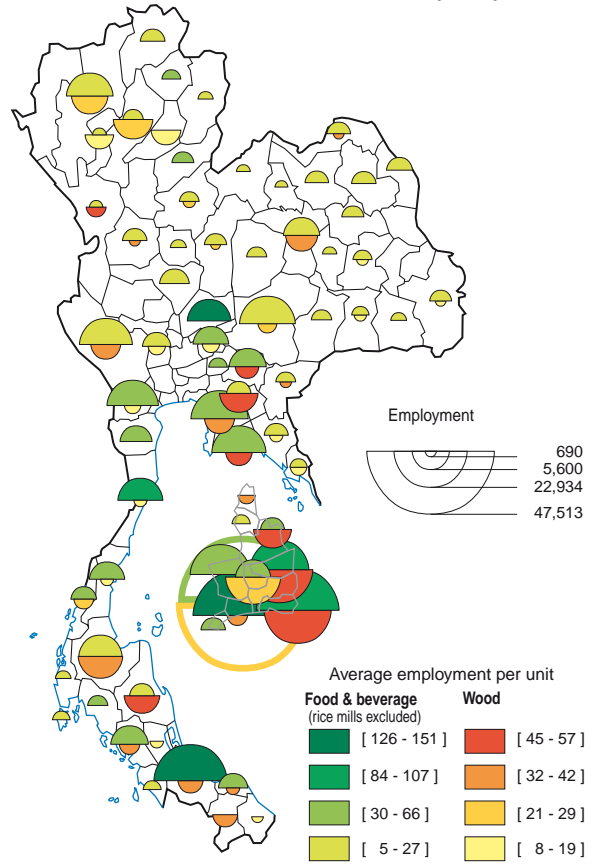 Employment
690
5,600
22,934
47,513
Average employment per unit
Food & beverage Wood
(rice mills excluded)
[ 126 - 151 ] [ 45 - 57 ]
[ 84 - 107 ] [ 32 - 42 ]
[ 30 - 66 ] [ 21 - 29 ]
[ 5 - 27 ] [ 8 - 19 ]